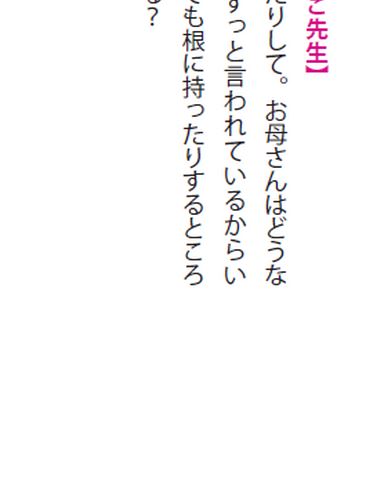 ご先生】
たりして。お母さんはどうな
ずっと言われているからい
ても根に持ったりするところ
る？